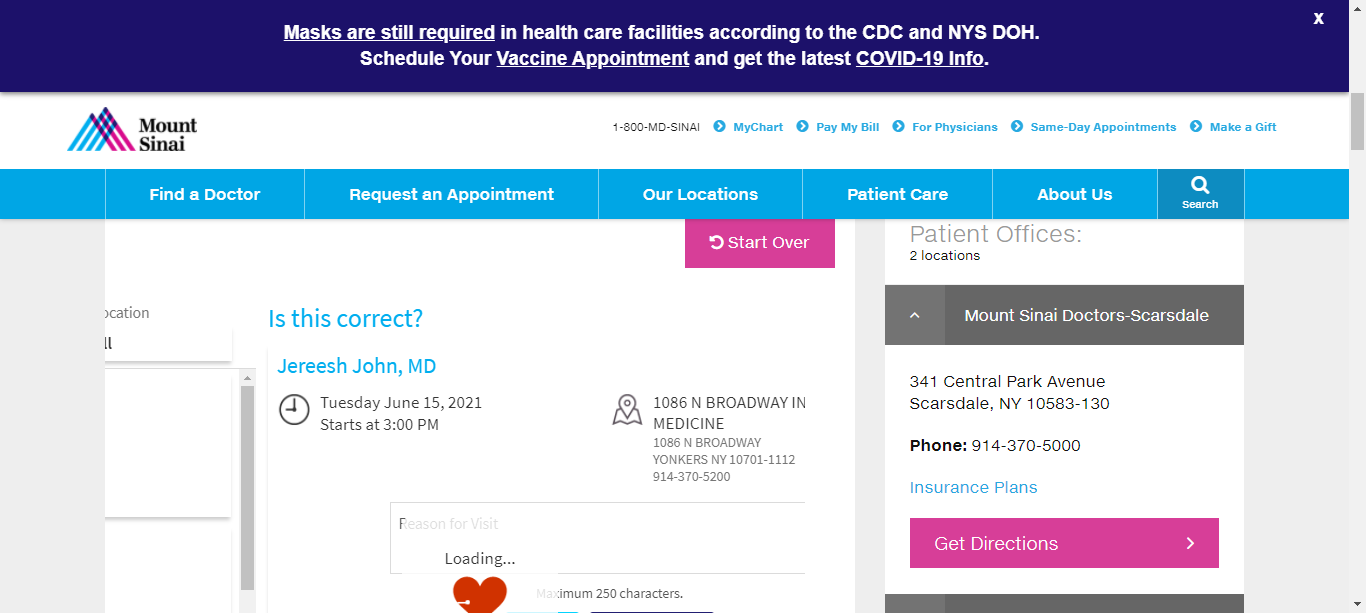 Masks are still required in health care facilities according to the CDC and NYS DOH.
Schedule Your Vaccine Appointment and get the latest COVID-19 Info.
X
Mount
Sinai
1-800-MD-SINAI MyChart Pay My Bill For Physicians Same-Day Appointments Make a Gift
Find a Doctor Request an Appointment Our Locations Patient Care About Us Search
Start Over
ocation
ll
Is this correct?
Jereesh John, MD
Tuesday June 15, 2021
Starts at 3:00 PM
1086 N BROADWAY IN
MEDICINE
1086 N BROADWAY
YONKERS NY 10701-1112
914-370-5200
Reason for Visit
Loading...
Maximum 250 characters.
Patient Offices:
2 locations
Mount Sinai Doctors-Scarsdale
341 Central Park Avenue
Scarsdale, NY 10583-130
Phone: 914-370-5000
Insurance Plans
Get Directions